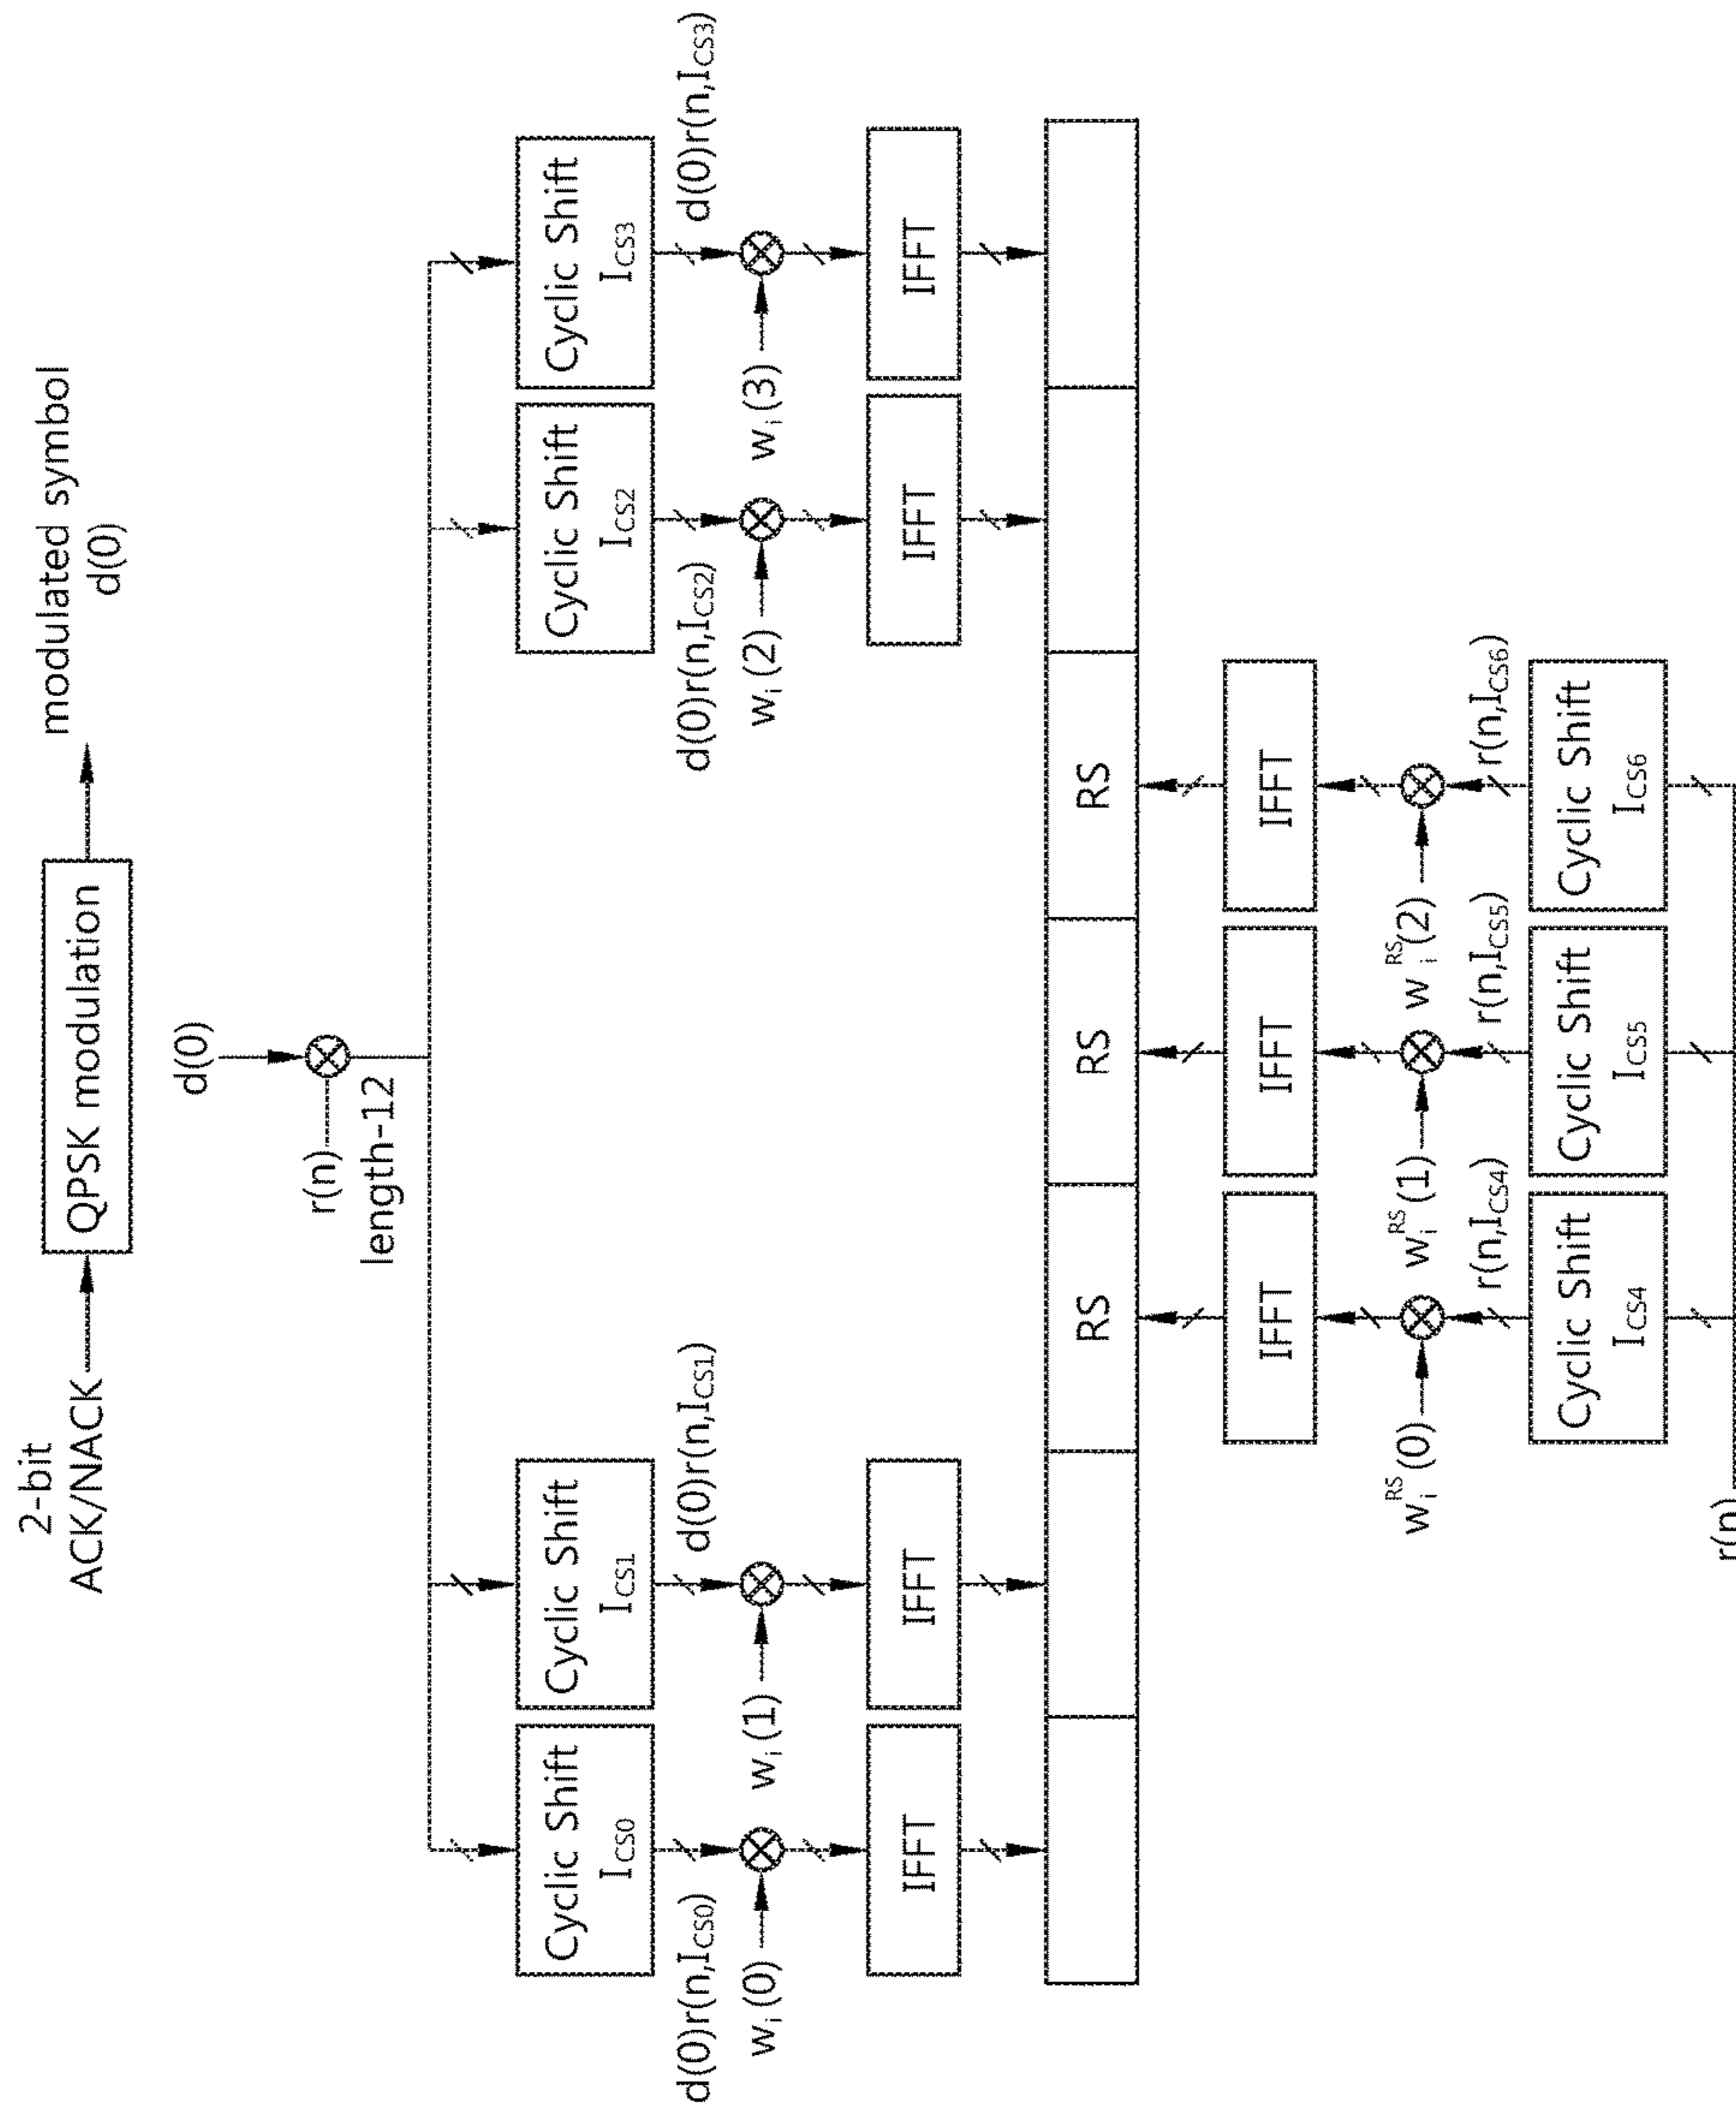 2-bit
ACK/NACK
QPSK modulation
modulated symbol
d(0)
d(0)
r(n)
length-12
Cyclic Shift
I_CS0
Cyclic Shift
I_CS1
Cyclic Shift
I_CS2
Cyclic Shift
I_CS3
d(0)r(n,I_CS0)
d(0)r(n,I_CS1)
d(0)r(n,I_CS2)
d(0)r(n,I_CS3)
w_i(0)
w_i(1)
w_i(2)
w_i(3)
IFFT
IFFT
IFFT
IFFT
RS
RS
RS
IFFT
IFFT
IFFT
w_i^RS(0)
w_i^RS(1)
w_i^RS(2)
r(n,I_CS4)
r(n,I_CS5)
r(n,I_CS6)
Cyclic Shift
I_CS4
Cyclic Shift
I_CS5
Cyclic Shift
I_CS6
r(n)